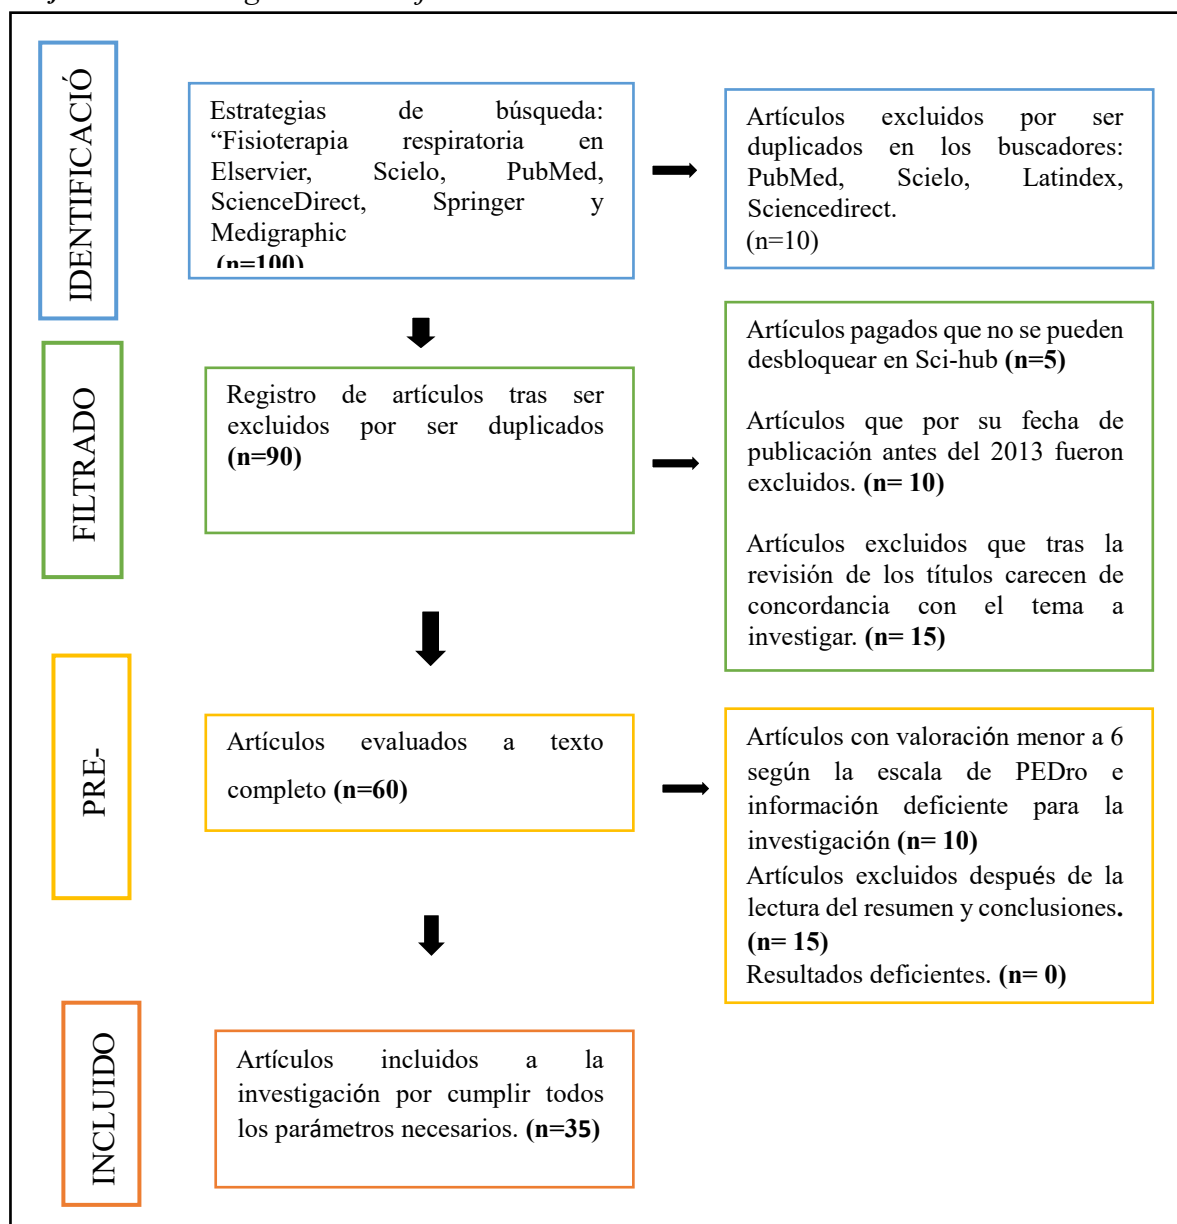 IDENTIFICACIÓ
Estrategias de búsqueda:
“Fisioterapia respiratoria en
Elservier, Scielo, PubMed,
ScienceDirect, Springer y
Medigraphic
(n=100)
Artículos excluidos por ser
duplicados en los buscadores:
PubMed, Scielo, Latindex,
Sciencedirect.
(n=10)
FILTRADO
Registro de artículos tras ser
excluidos por ser duplicados
(n=90)
Artículos pagados que no se pueden
desbloquear en Sci-hub (n=5)
Artículos que por su fecha de
publicación antes del 2013 fueron
excluidos. (n= 10)
Artículos excluidos que tras la
revisión de los títulos carecen de
concordancia con el tema a
investigar. (n= 15)
PRE-
Artículos evaluados a texto
completo (n=60)
Artículos con valoración menor a 6
según la escala de PEDro e
información deficiente para la
investigación (n= 10)
Artículos excluidos después de la
lectura del resumen y conclusiones.
(n= 15)
Resultados deficientes. (n= 0)
INCLUIDO
Artículos incluidos a la
investigación por cumplir todos
los parámetros necesarios. (n=35)